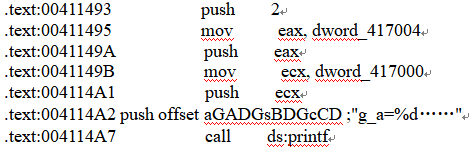 .text:00411493 push 2↵
.text:00411495 mov eax, dword_417004↵
.text:0041149A push eax↵
.text:0041149B mov ecx, dword_417000↵
.text:004114A1 push ecx↵
.text:004114A2 push offset aGADGsBDGcCD ;"g_a=%d……"↵
.text:004114A7 call ds:printf↵